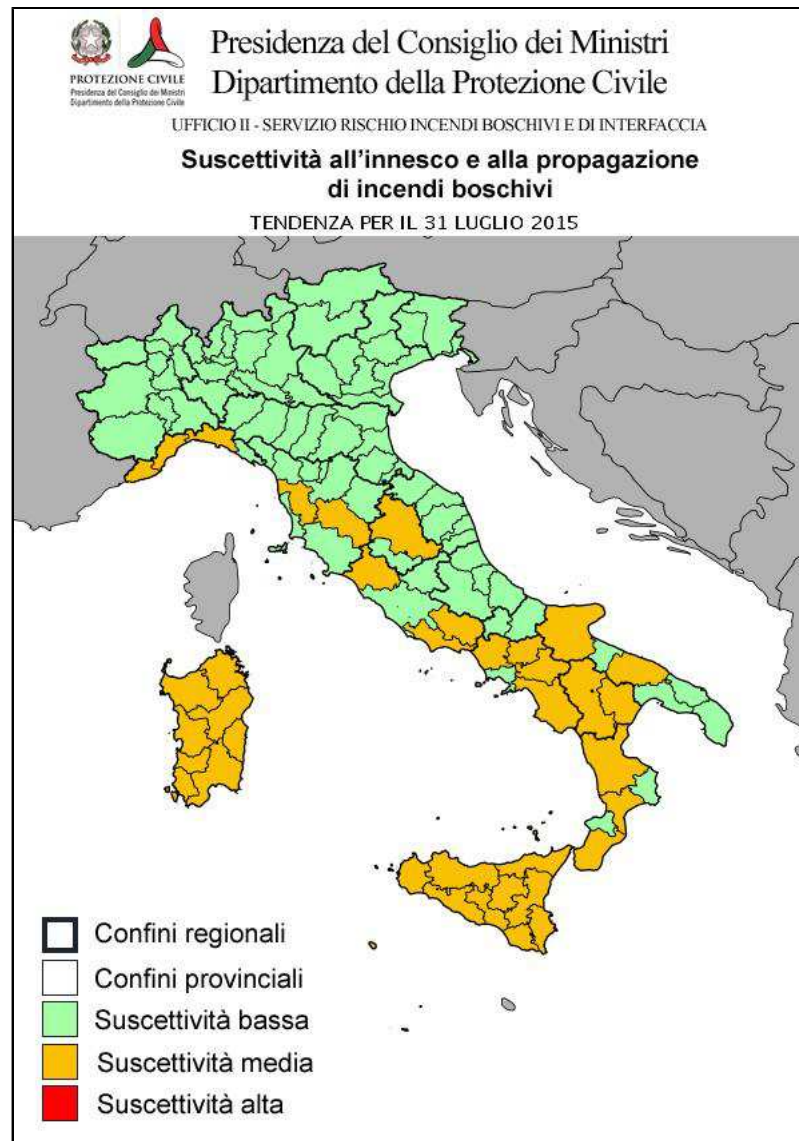 PROTEZIONE CIVILE
Presidenza del Consiglio dei Ministri
Dipartimento della Protezione Civile
Presidenza del Consiglio dei Ministri
Dipartimento della Protezione Civile
UFFICIO II - SERVIZIO RISCHIO INCENDI BOSCHIVI E DI INTERFACCIA
Suscettività all'innesco e alla propagazione
di incendi boschivi
TENDENZA PER IL 31 LUGLIO 2015
Confini regionali
Confini provinciali
Suscettività bassa
Suscettività media
Suscettività alta